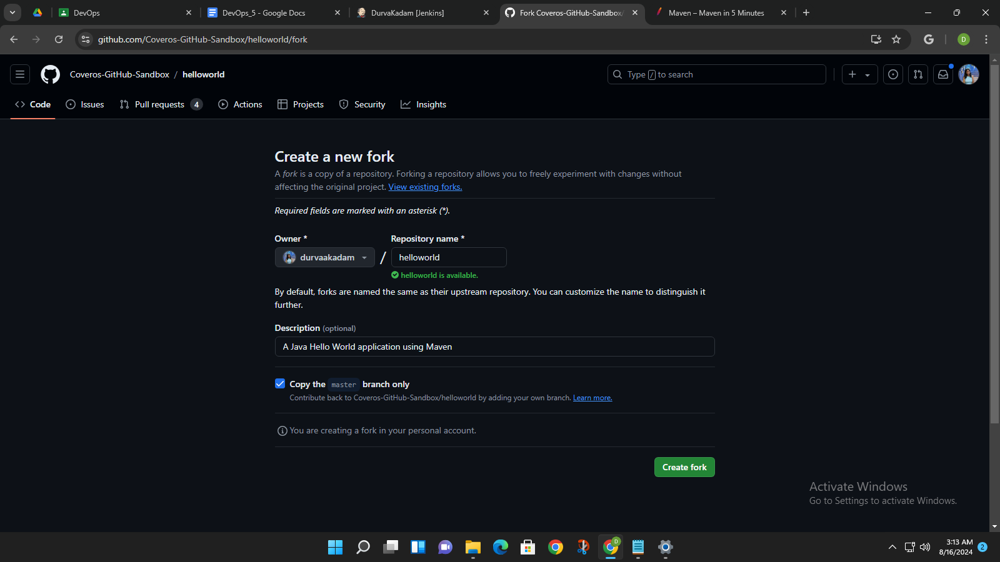 DevOps
DevOps_5 - Google Docs
DurvaKadam [Jenkins]
Fork Coveros-GitHub-Sandbox/
Maven – Maven in 5 Minutes
github.com/Coveros-GitHub-Sandbox/helloworld/fork
G
D
Coveros-GitHub-Sandbox / helloworld
Type / to search
Code
Issues
Pull requests 4
Actions
Projects
Security
Insights
Create a new fork
A fork is a copy of a repository. Forking a repository allows you to freely experiment with changes without
affecting the original project. View existing forks.
Required fields are marked with an asterisk (*).
Owner *
Repository name *
durvaakadam
/
helloworld
helloworld is available.
By default, forks are named the same as their upstream repository. You can customize the name to distinguish it
further.
Description (optional)
A Java Hello World application using Maven
Copy the master branch only
Contribute back to Coveros-GitHub-Sandbox/helloworld by adding your own branch. Learn more.
You are creating a fork in your personal account.
Create fork
Activate Windows
Go to Settings to activate Windows.
D
3:13 AM
8/16/2024
2